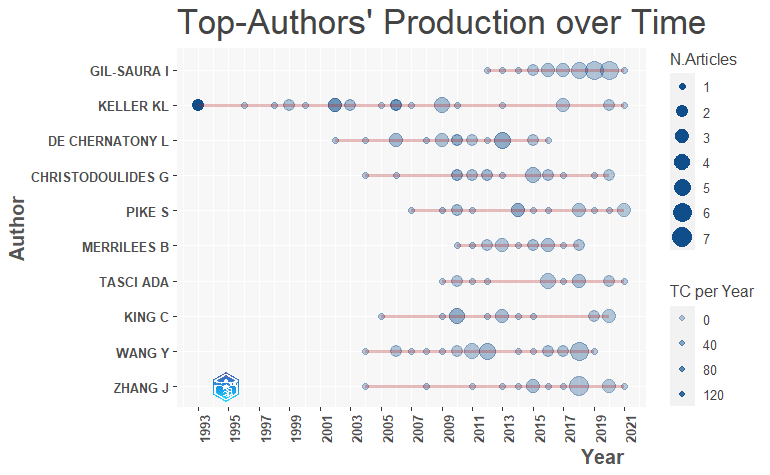 Top-Authors' Production over Time
Author
GIL-SAURA I
KELLER KL
DE CHERNATONY L
CHRISTODOULIDES G
PIKE S
MERRILEES B
TASCI ADA
KING C
WANG Y
ZHANG J
1993
1995
1997
1999
2001
2003
2005
2007
2009
2011
2013
2015
2017
2019
2021
Year
N.Articles
1
2
3
4
5
6
7
TC per Year
0
40
80
120